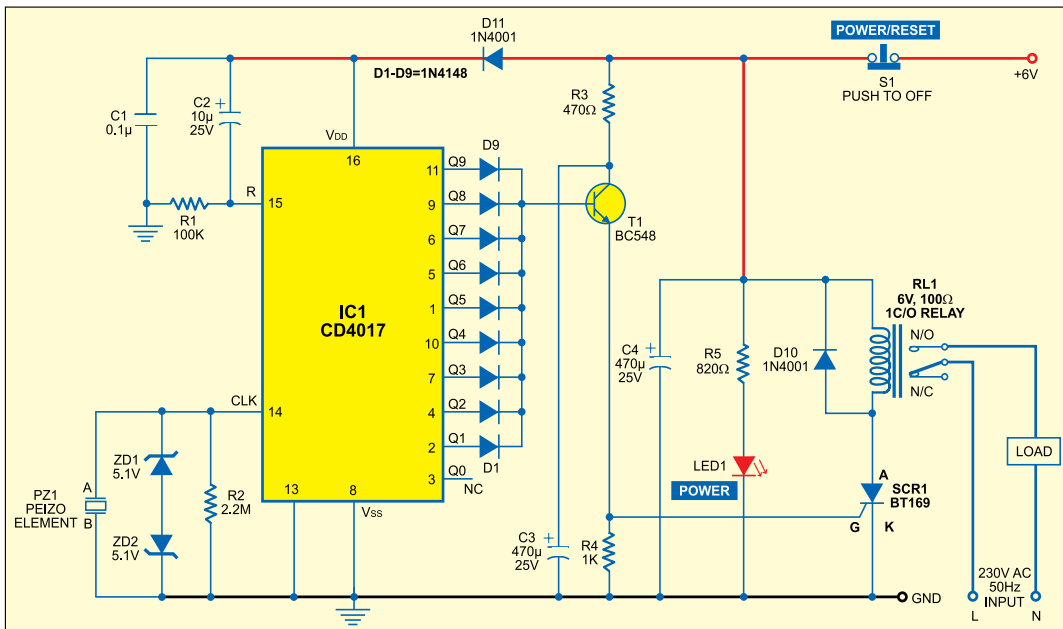 D11
1N4001
POWER/RESET
D1-D9=1N4148
+6V
S1
PUSH TO OFF
R3
470Ω
C1
0.1µ
C2
10µ
25V
+
VDD
16
R
15
R1
100K
IC1
CD4017
11
Q9
D9
9
Q8
6
Q7
5
Q6
1
Q5
10
Q4
7
Q3
4
Q2
2
Q1
D1
3
Q0
NC
T1
BC548
RL1
6V, 100Ω
1C/O RELAY
N/O
N/C
C4
470µ
25V
+
R5
820Ω
D10
1N4001
CLK
14
13
8
VSS
ZD1
5.1V
ZD2
5.1V
R2
2.2M
PZ1
PEIZO
ELEMENT
A
B
LED1
POWER
LOAD
A
SCR1
BT169
G
K
C3
470µ
25V
+
R4
1K
GND
230V AC
50Hz
INPUT
L
N